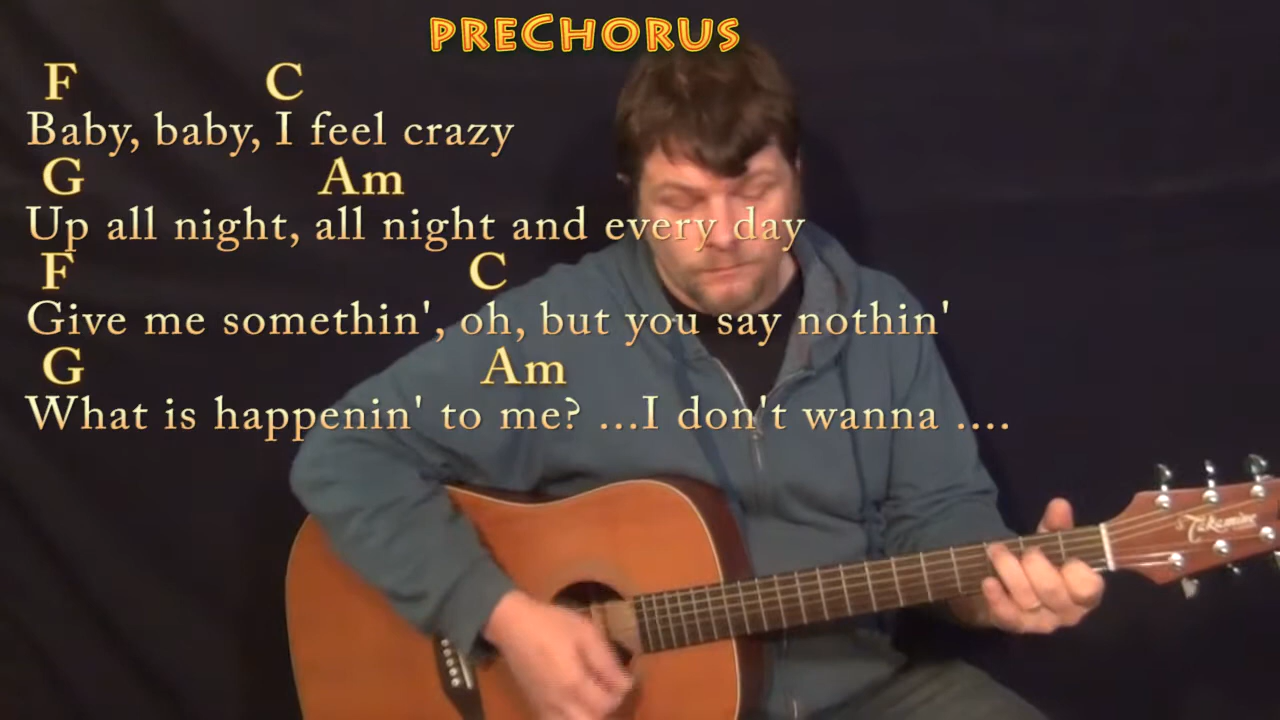 PRECHORUS
F C
Baby, baby, I feel crazy
G Am
Up all night, all night and every day
F C
Give me somethin', oh, but you say nothin'
G Am
What is happenin' to me? ...I don't wanna ....
Takamine